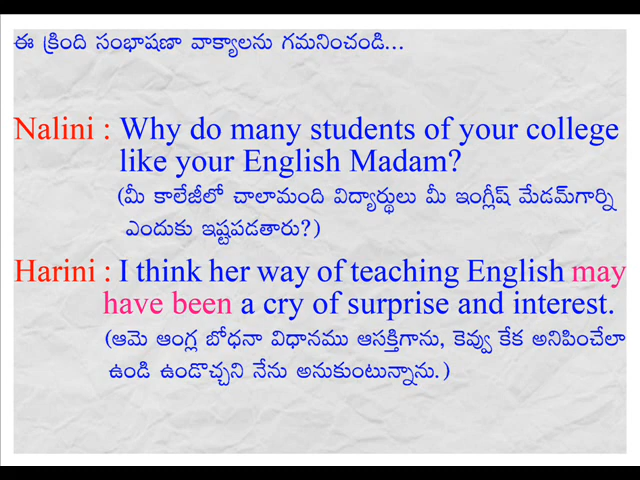 ఈ క్రింది సంభాషణా వాక్యాలను గమనించండి...
Nalini : Why do many students of your college
like your English Madam?
(మీ కాలేజీలో చాలామంది విద్యార్థులు మీ ఇంగ్లీష్ మేడమ్‌గార్ని
ఎందుకు ఇష్టపడతారు?)
Harini : I think her way of teaching English may
have been a cry of surprise and interest.
(ఆమె ఆంగ్ల బోధనా విధానము ఆసక్తిగాను, కెవ్వు కేక అనిపించేలా
ఉండి ఉండొచ్చని నేను అనుకుంటున్నాను.)